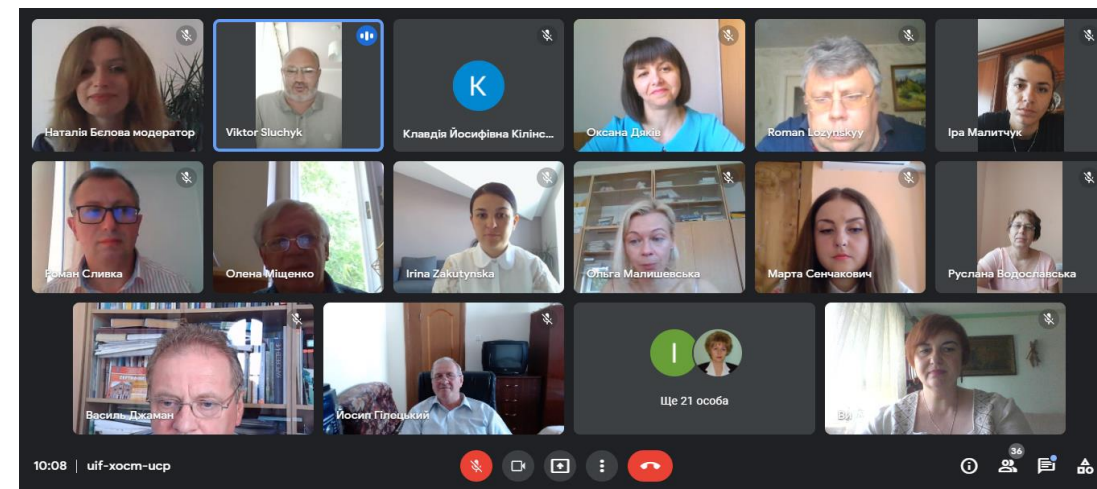 Наталія Бєлова модератор
Viktor Sluchyk
K
Клавдія Йосифівна Кілінс...
Оксана Дяків
Roman Lozynskyy
Іра Малитчук
Роман Сливка
Олена Міщенко
Irina Zakutynska
Ольга Малишевська
Марта Сенчакович
Руслана Водославська
Василь Джаман
Йосип Гілецький
I
Ще 21 особа
Ви
10:08 | uif-xocm-ucp
36